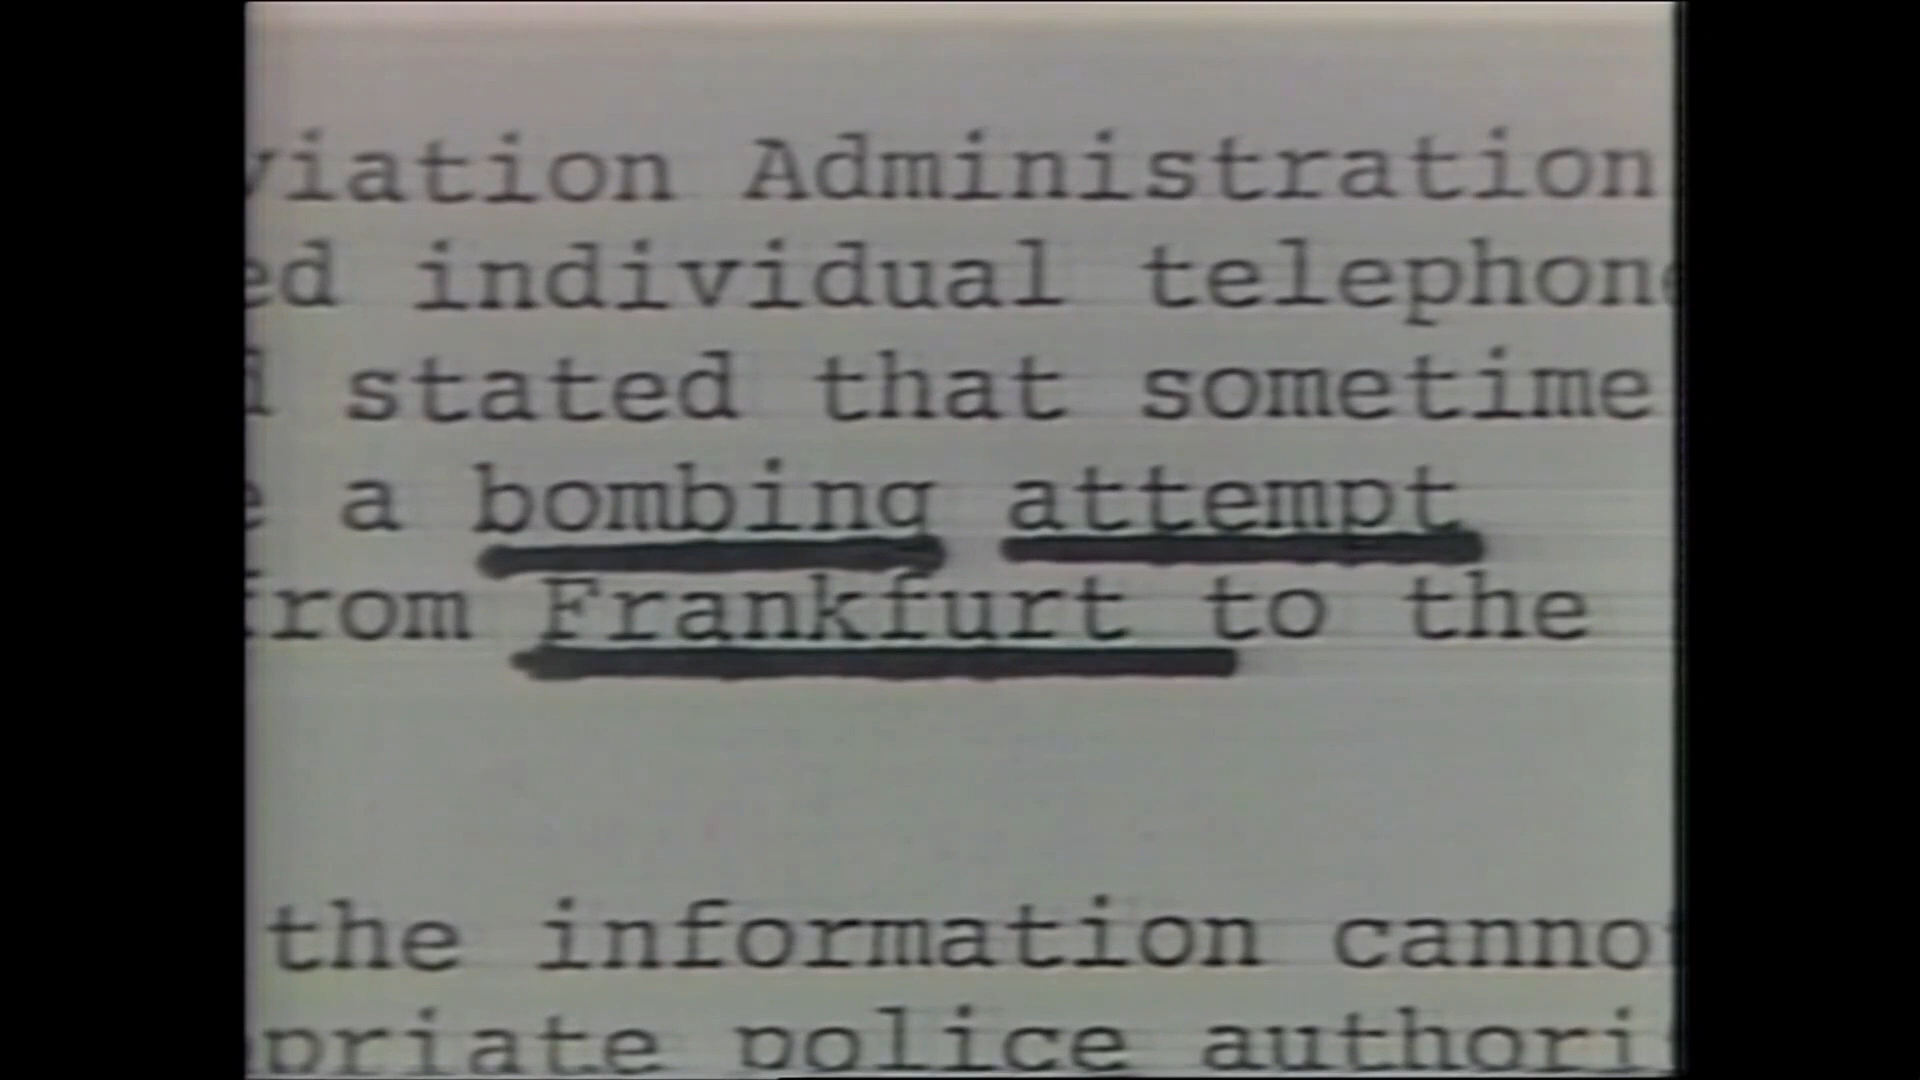 viation Administration
ed individual telephone
d stated that sometime
e a bombing attempt
from Frankfurt to the
the information canno
priate police authori